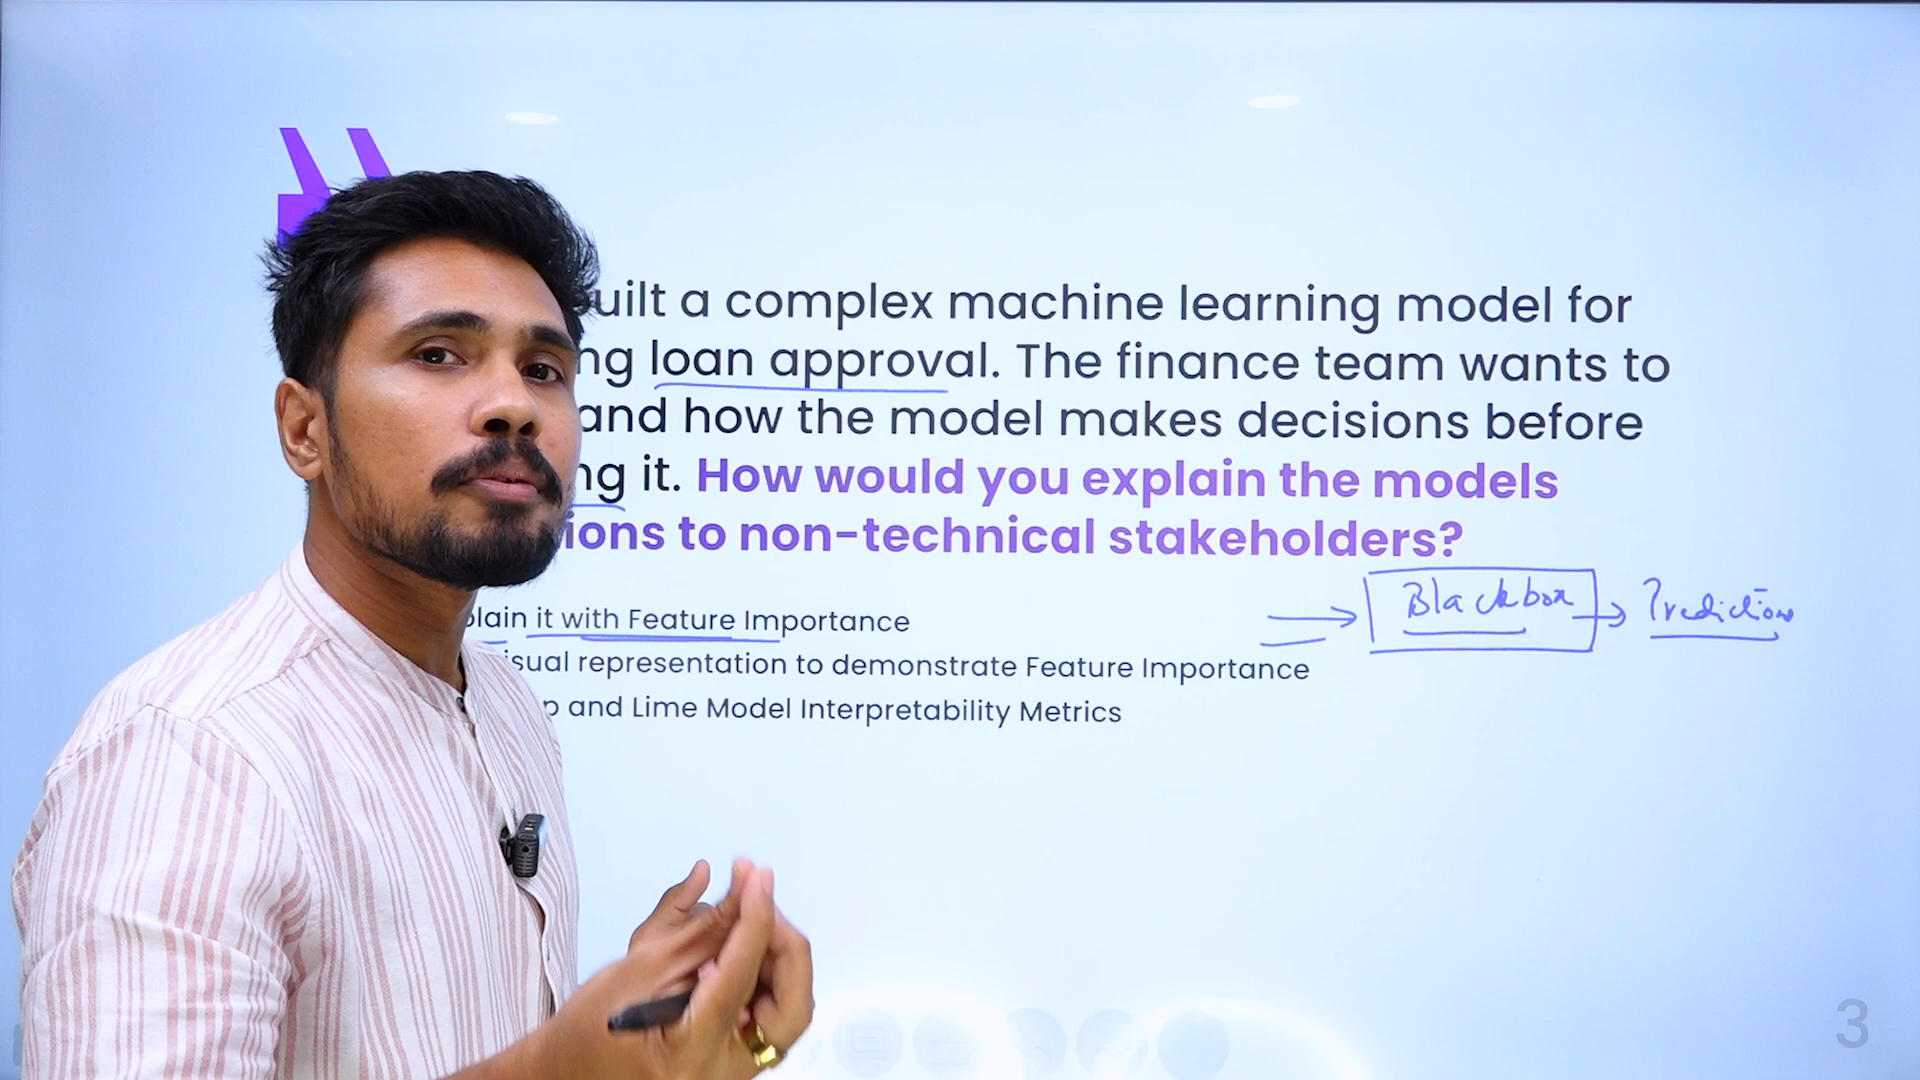 uilt a complex machine learning model for
ng loan approval. The finance team wants to
and how the model makes decisions before
ng it. How would you explain the models
ions to non-technical stakeholders?
Blackbox
Prediction
plain it with Feature Importance
isual representation to demonstrate Feature Importance
p and Lime Model Interpretability Metrics
3